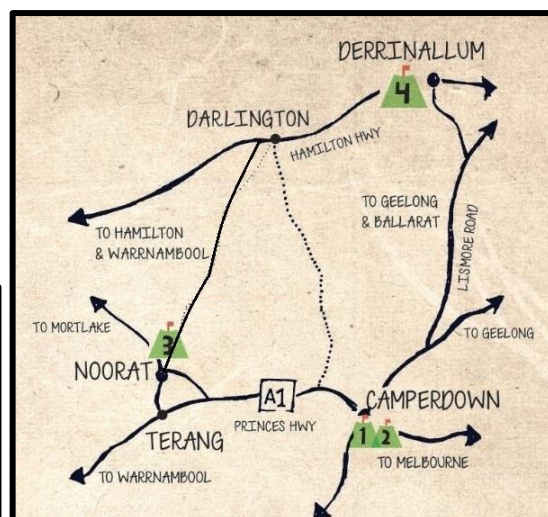 DERRINALLUM
4
DARLINGTON
HAMILTON HWY
TO GEELONG
& BALLARAT
TO HAMILTON
& WARRNAMBOOL
LISMORE ROAD
TO MORTLAKE
3
TO GEELONG
NOORAT
A1
CAMPERDOWN
PRINCES HWY
1 2
TERANG
TO MELBOURNE
TO WARRNAMBOOL